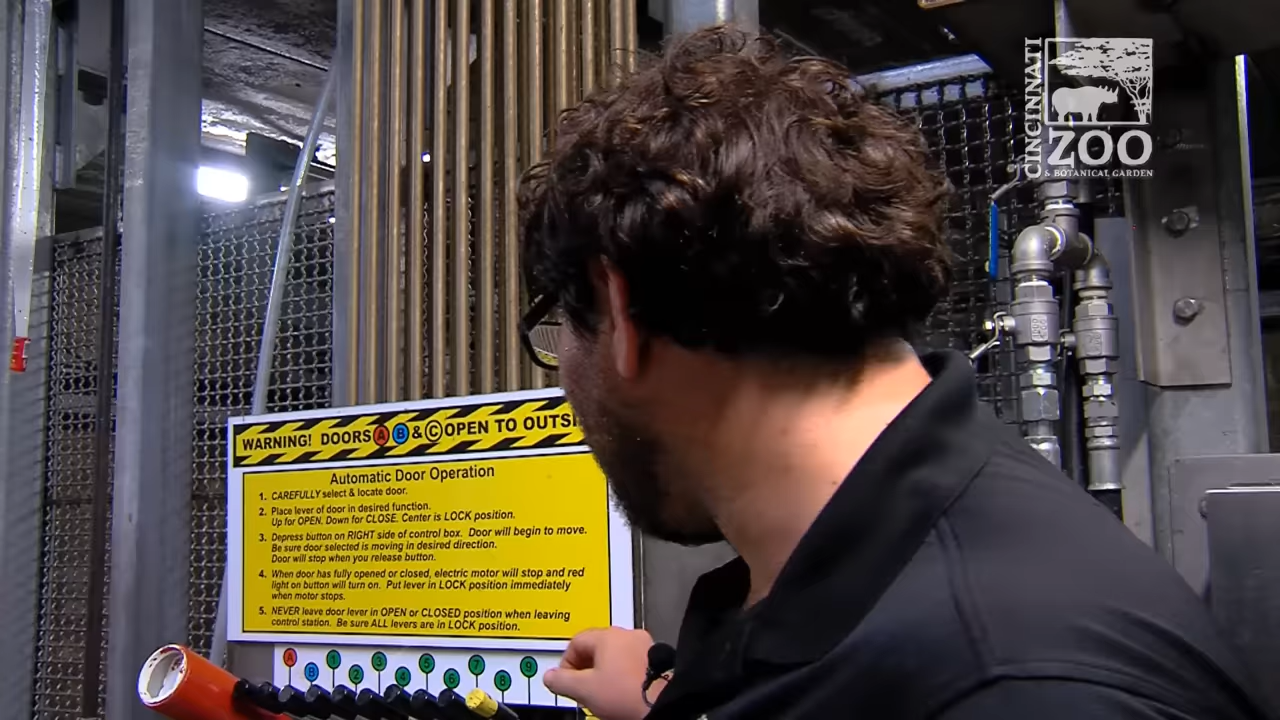 CINCINNATI
ZOO
& BOTANICAL GARDEN
WARNING! DOORS A B & C OPEN TO
Automatic Door Operation
1. CAREFULLY select & locate door.
2. Place lever of door in desired function.
Up for OPEN. Down for CLOSE. Center is LOCK position.
3. Depress button on RIGHT side of control box. Door will begin to move.
Be sure door selected is moving in desired direction.
Door will stop when you release button.
4. When door has fully opened or closed, electric motor will stop and red
light on button will turn on. Put lever in LOCK position immediately
when motor stops.
5. NEVER leave door lever in OPEN or CLOSED position when leaving
control station. Be sure ALL levers are in LOCK position.
A B 1 2 3 4 5 6 7 8 9